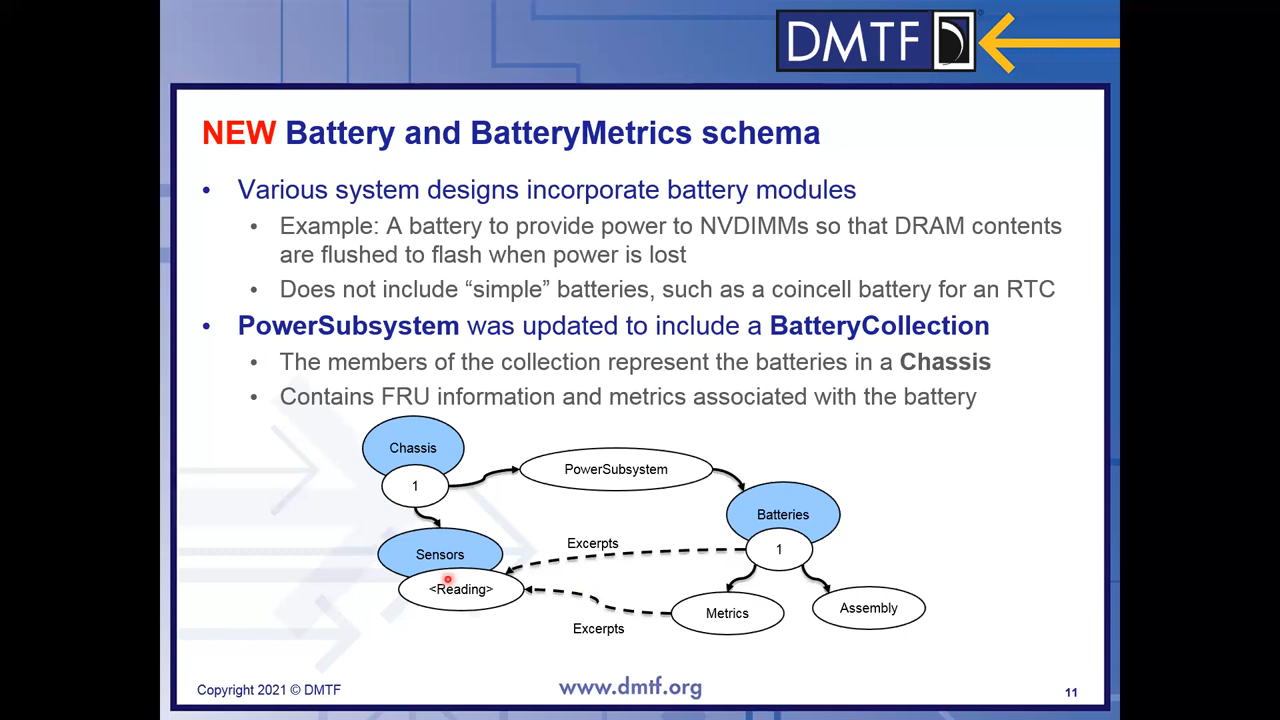 DMTF
NEW Battery and BatteryMetrics schema
• Various system designs incorporate battery modules
• Example: A battery to provide power to NVDIMMs so that DRAM contents
are flushed to flash when power is lost
• Does not include “simple” batteries, such as a coincell battery for an RTC
• PowerSubsystem was updated to include a BatteryCollection
• The members of the collection represent the batteries in a Chassis
• Contains FRU information and metrics associated with the battery
Chassis
1
PowerSubsystem
Batteries
1
Sensors
<Reading>
Excerpts
Excerpts
Metrics
Assembly
Copyright 2021 © DMTF
www.dmtf.org
11